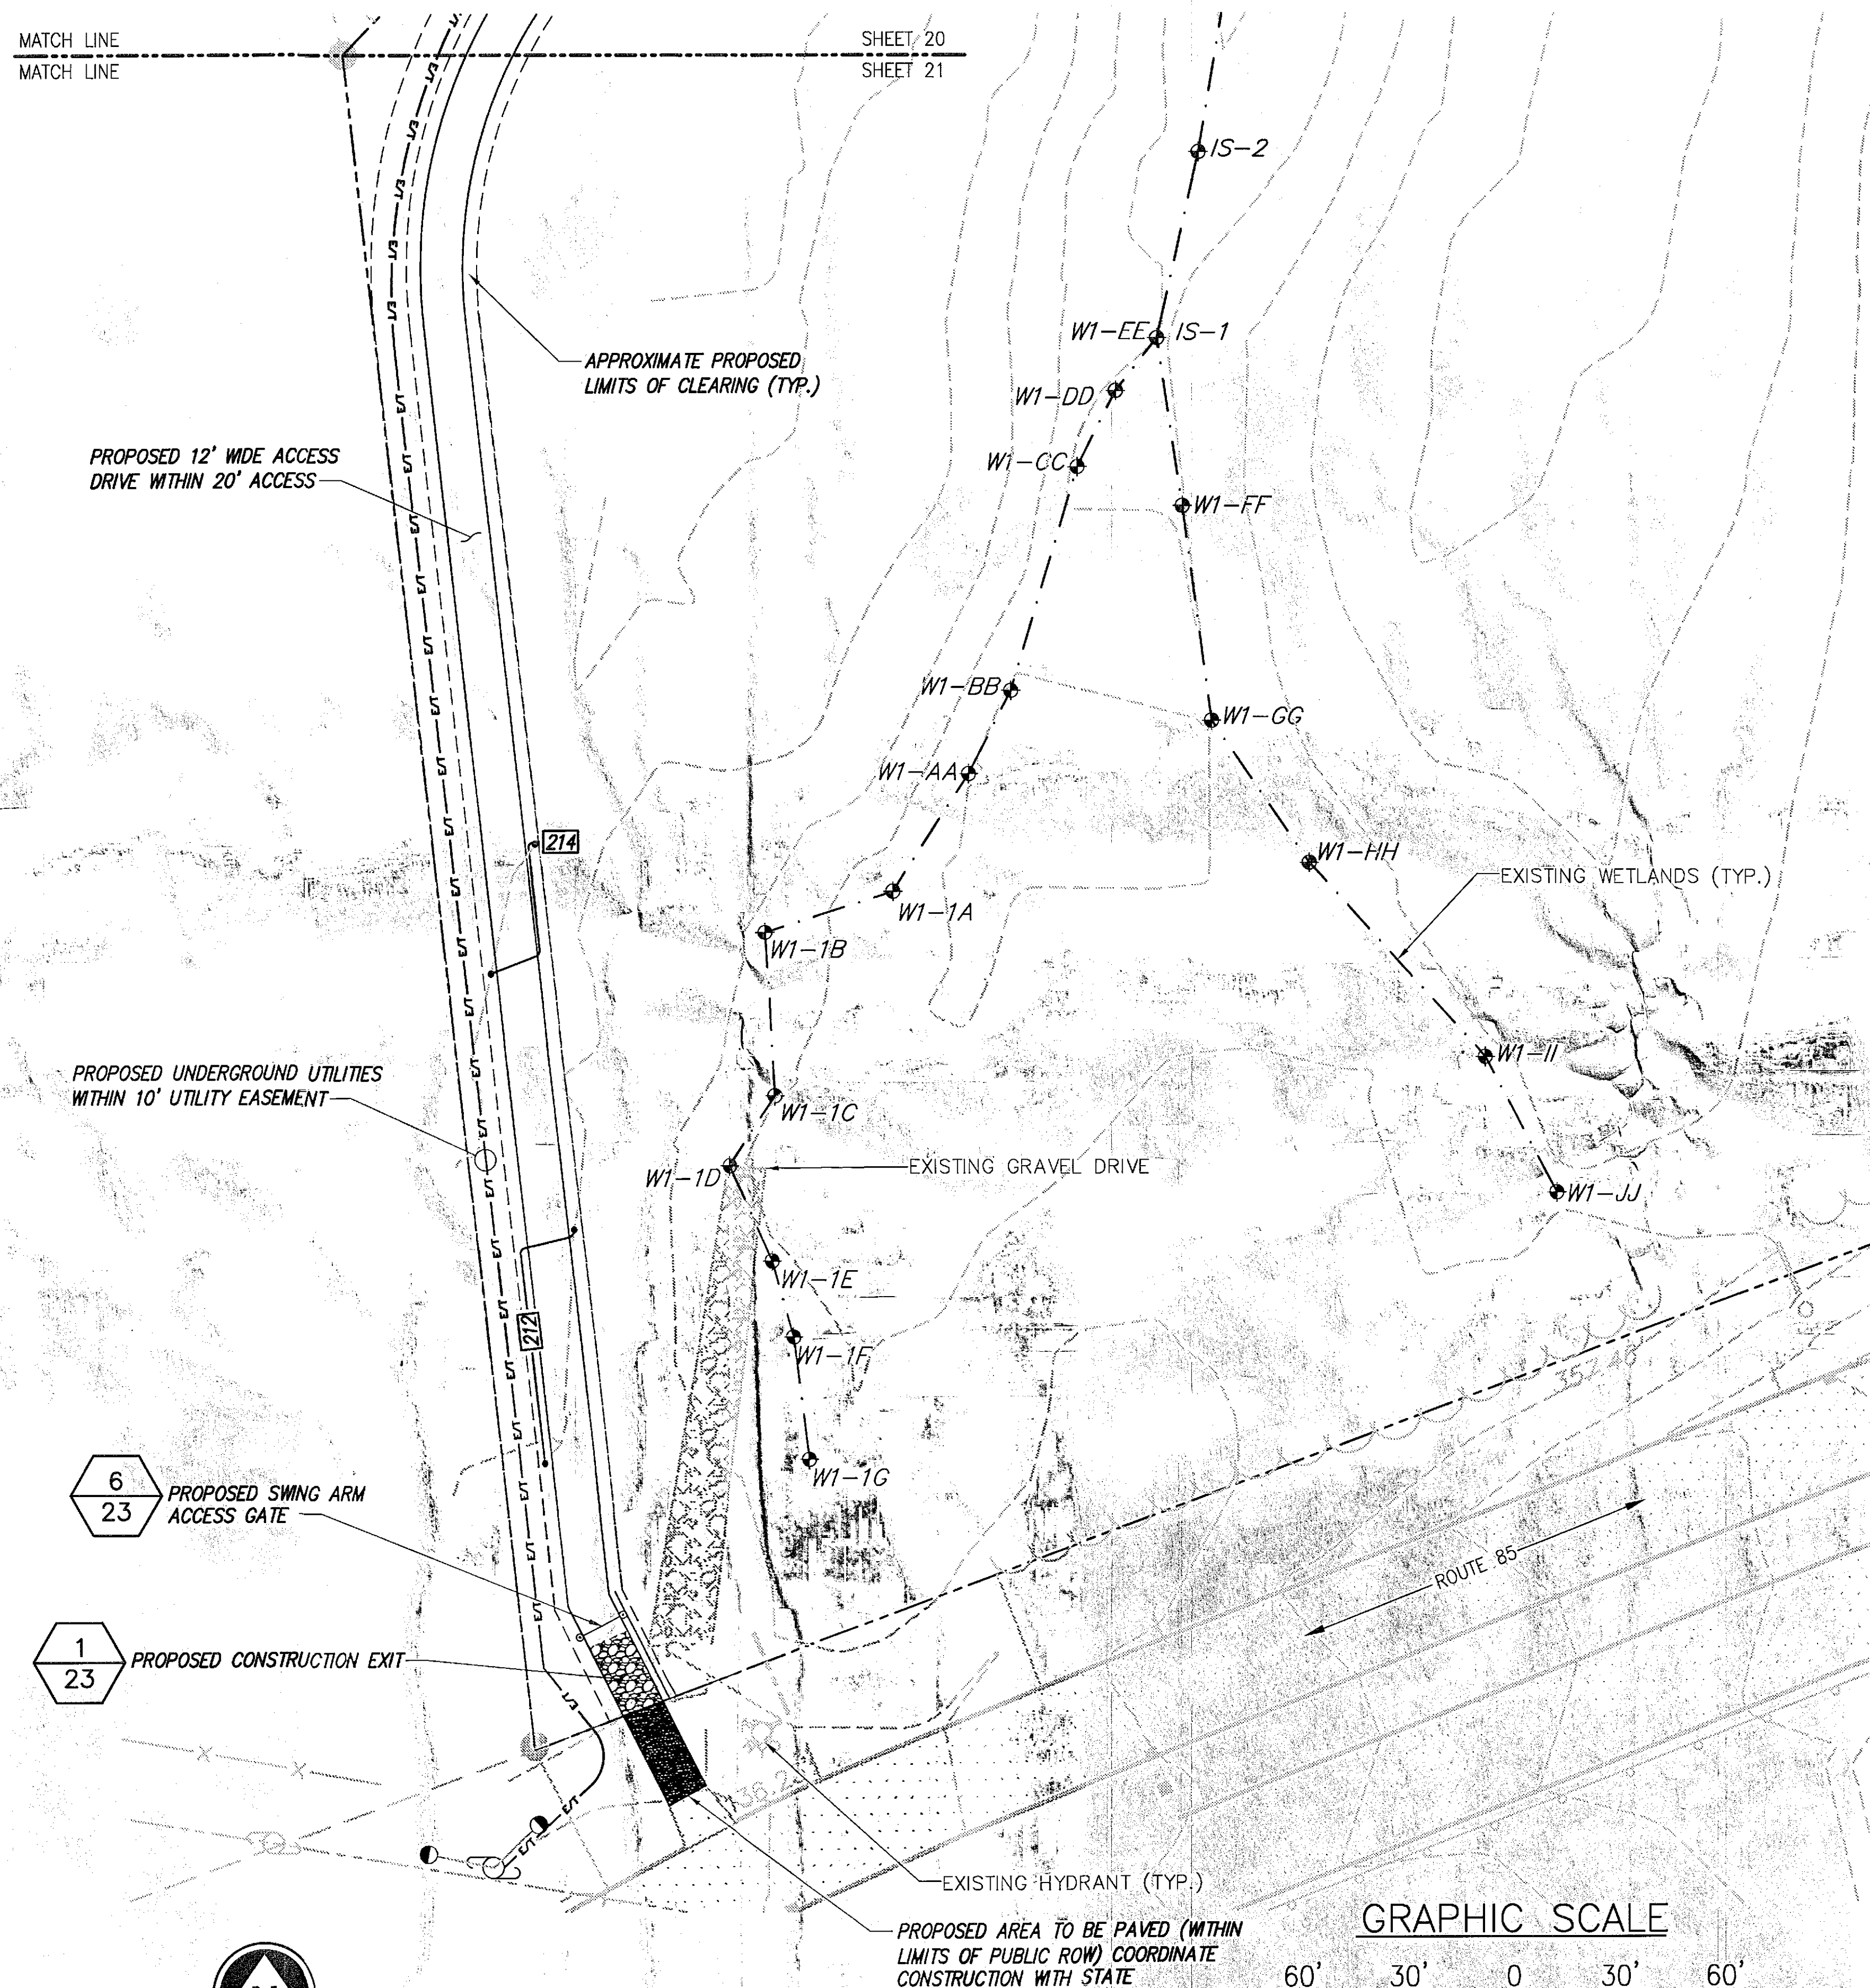 MATCH LINE
SHEET 20
MATCH LINE
SHEET 21
IS-2
W1-EE
IS-1
APPROXIMATE PROPOSED
LIMITS OF CLEARING (TYP.)
W1-DD
W1-CC
PROPOSED 12' WIDE ACCESS
DRIVE WITHIN 20' ACCESS
W1-FF
W1-BB
W1-GG
W1-AA
214
W1-HH
EXISTING WETLANDS (TYP.)
W1-1A
W1-1B
W1-II
PROPOSED UNDERGROUND UTILITIES
WITHIN 10' UTILITY EASEMENT
W1-1C
EXISTING GRAVEL DRIVE
W1-1D
W1-JJ
W1-1E
212
W1-1F
352.46
W1-1G
6
23
PROPOSED SWING ARM
ACCESS GATE
ROUTE 85
1
23
PROPOSED CONSTRUCTION EXIT
EXISTING HYDRANT (TYP.)
PROPOSED AREA TO BE PAVED (WITHIN
LIMITS OF PUBLIC ROW) COORDINATE
CONSTRUCTION WITH STATE
GRAPHIC SCALE
60' 30' 0 30' 60'